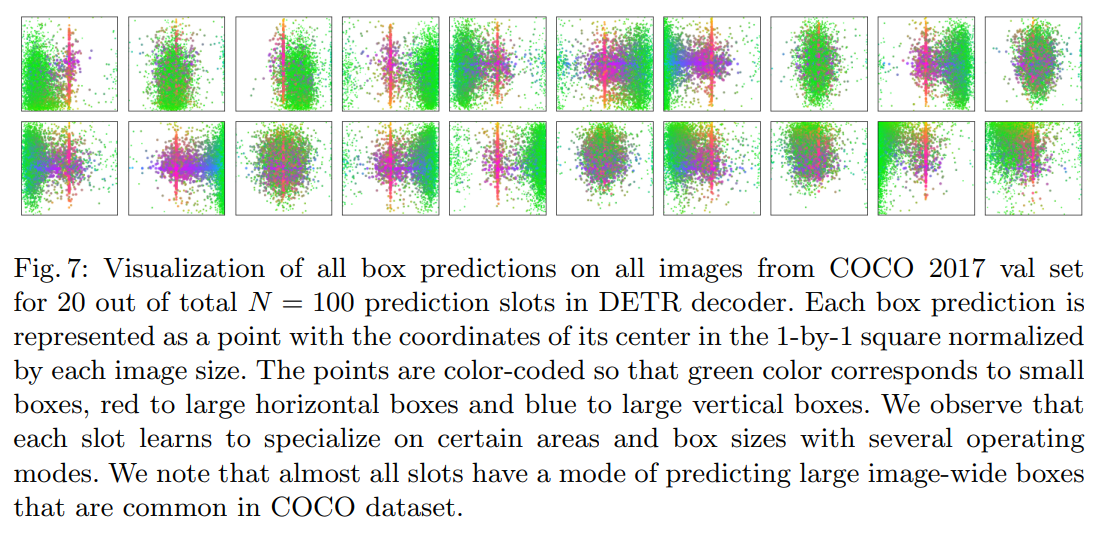 Fig. 7: Visualization of all box predictions on all images from COCO 2017 val set
for 20 out of total N = 100 prediction slots in DETR decoder. Each box prediction is
represented as a point with the coordinates of its center in the 1-by-1 square normalized
by each image size. The points are color-coded so that green color corresponds to small
boxes, red to large horizontal boxes and blue to large vertical boxes. We observe that
each slot learns to specialize on certain areas and box sizes with several operating
modes. We note that almost all slots have a mode of predicting large image-wide boxes
that are common in COCO dataset.